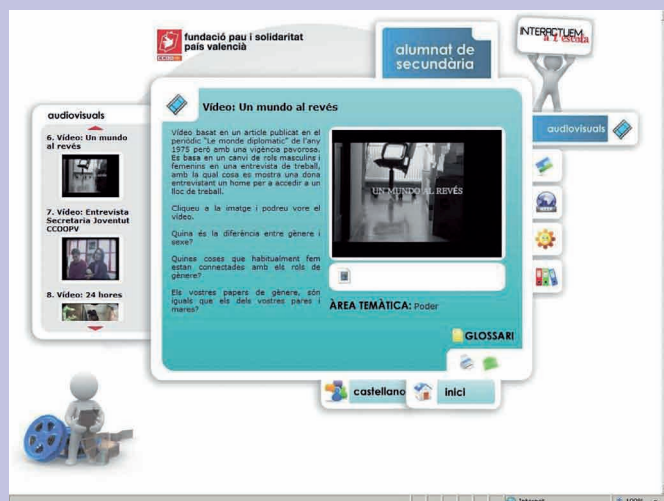 fundació pau i solidaritat
país valencià
alumnat de
secundària
INTERACTUEM
a l'escola
audiovisuals
6. Vídeo: Un mundo
al revés
7. Vídeo: Entrevista
Secretaria Joventut
CCOOPV
8. Vídeo: 24 hores
Vídeo: Un mundo al revés
Vídeo basat en un article publicat en el
periòdic "Le monde diplomatic" de l'any
1975 però amb una vigència pavorosa.
Es basa en un canvi de rols masculins i
femenins en una entrevista de treball,
amb la qual cosa es mostra una dona
entrevistant un home per a accedir a un
lloc de treball.
Cliqueu a la imatge i podreu vore el
vídeo.
Quina és la diferència entre gènere i
sexe?
Quines coses que habitualment fem
estan connectades amb els rols de
gènere?
Els vostres papers de gènere, són
iguals que els dels vostres pares i
mares?
UN MUNDO AL REVÉS
ÀREA TEMÀTICA: Poder
GLOSSARI
audiovisuals
castellano
inici
Internet
100%